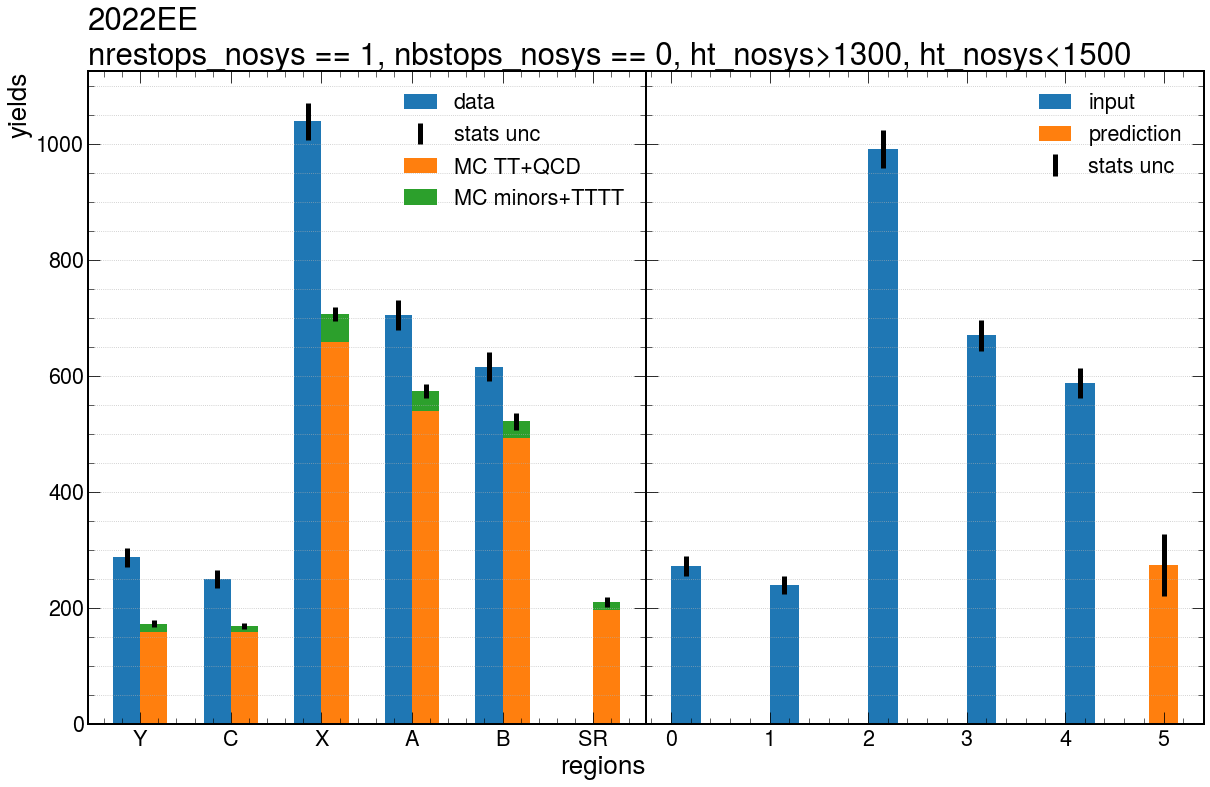 2022EE
nrestops_nosys == 1, nbstops_nosys == 0, ht_nosys>1300, ht_nosys<1500
yields
1000
800
600
400
200
0
data
stats unc
MC TT+QCD
MC minors+TTTT
input
prediction
stats unc
Y C X A B SR
0 1 2 3 4 5
regions